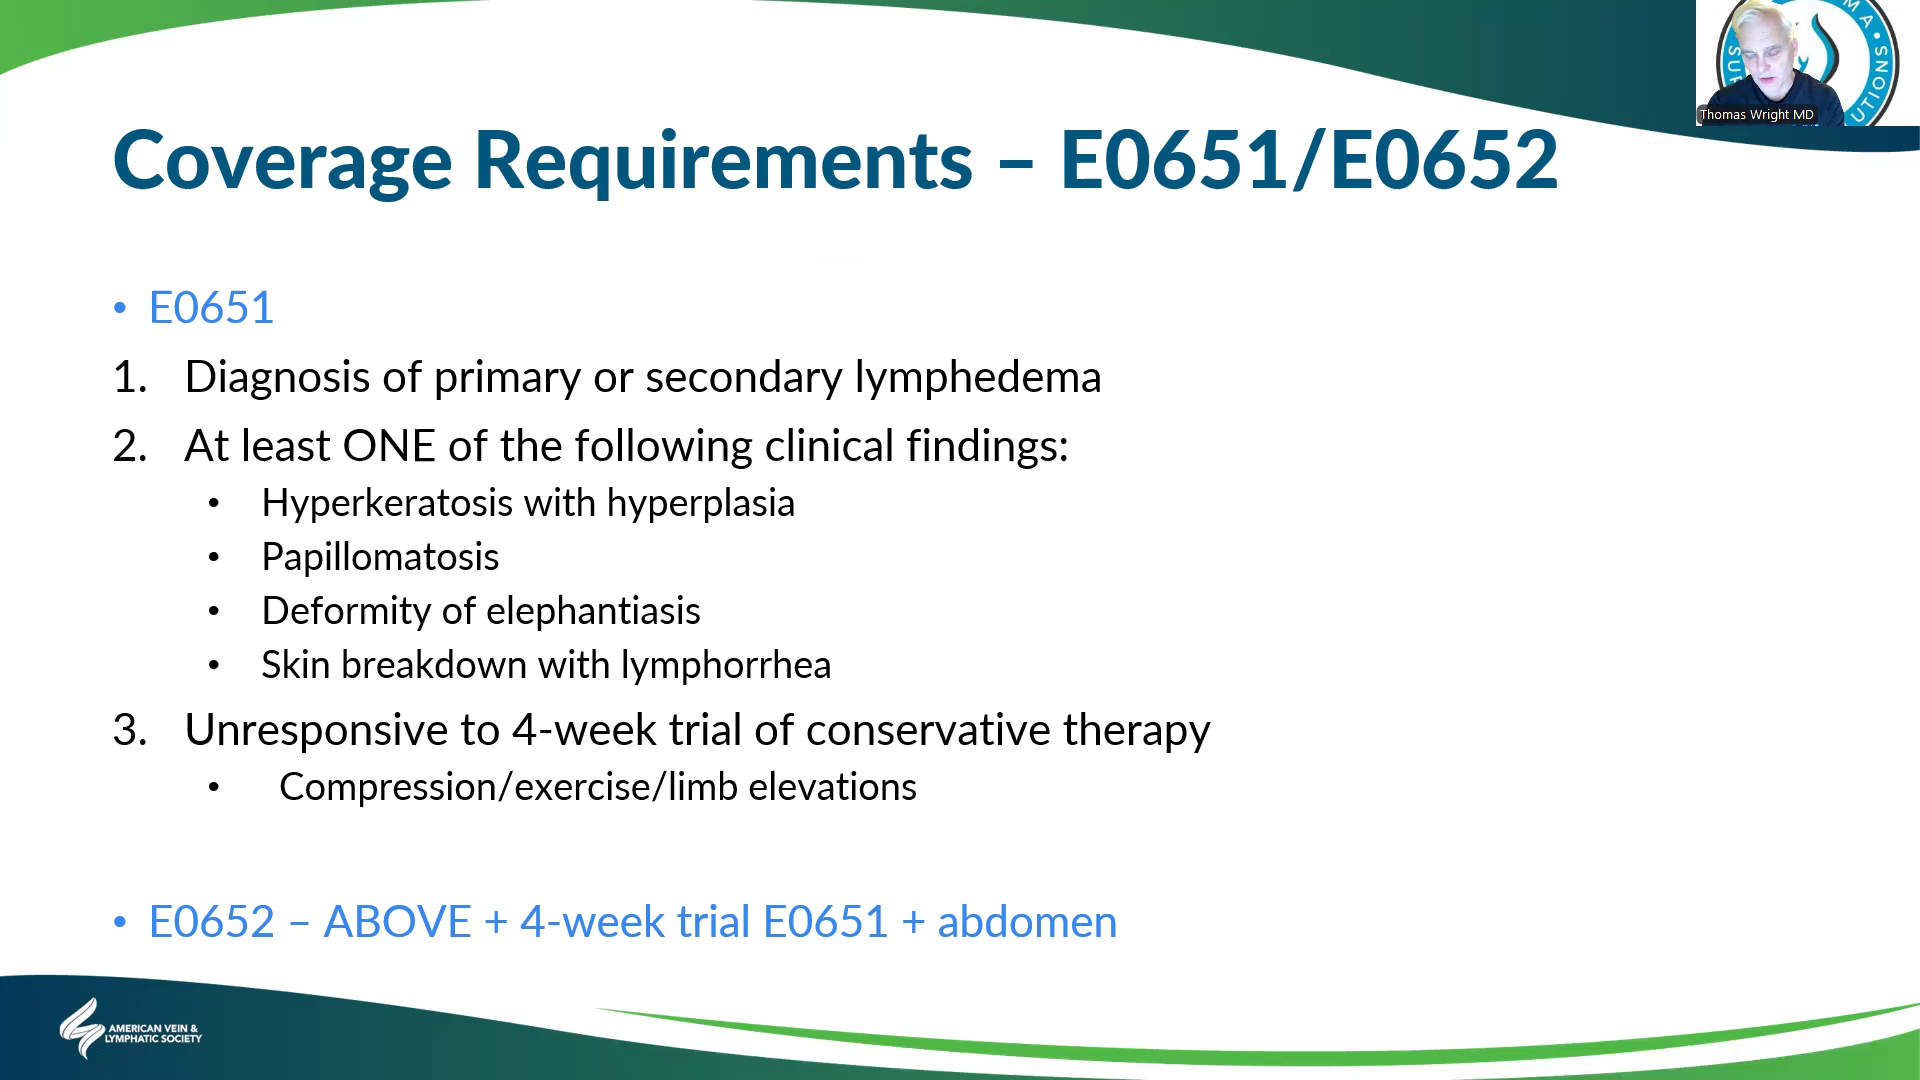 Coverage Requirements – E0651/E0652
Thomas Wright MD
• E0651
1. Diagnosis of primary or secondary lymphedema
2. At least ONE of the following clinical findings:
• Hyperkeratosis with hyperplasia
• Papillomatosis
• Deformity of elephantiasis
• Skin breakdown with lymphorrhea
3. Unresponsive to 4-week trial of conservative therapy
• Compression/exercise/limb elevations
• E0652 – ABOVE + 4-week trial E0651 + abdomen
AMERICAN VEIN &
LYMPHATIC SOCIETY